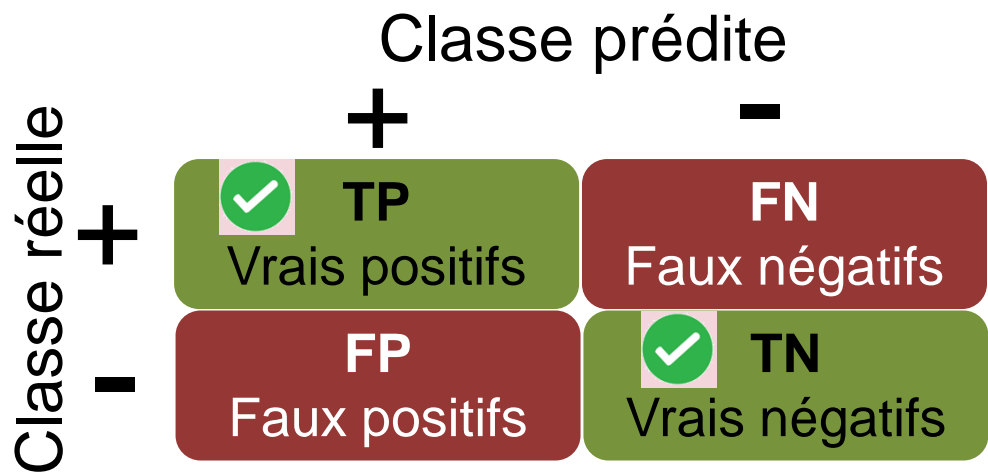 Classe prédite
+ -
Classe réelle
+
TP
Vrais positifs
FN
Faux négatifs
-
FP
Faux positifs
TN
Vrais négatifs